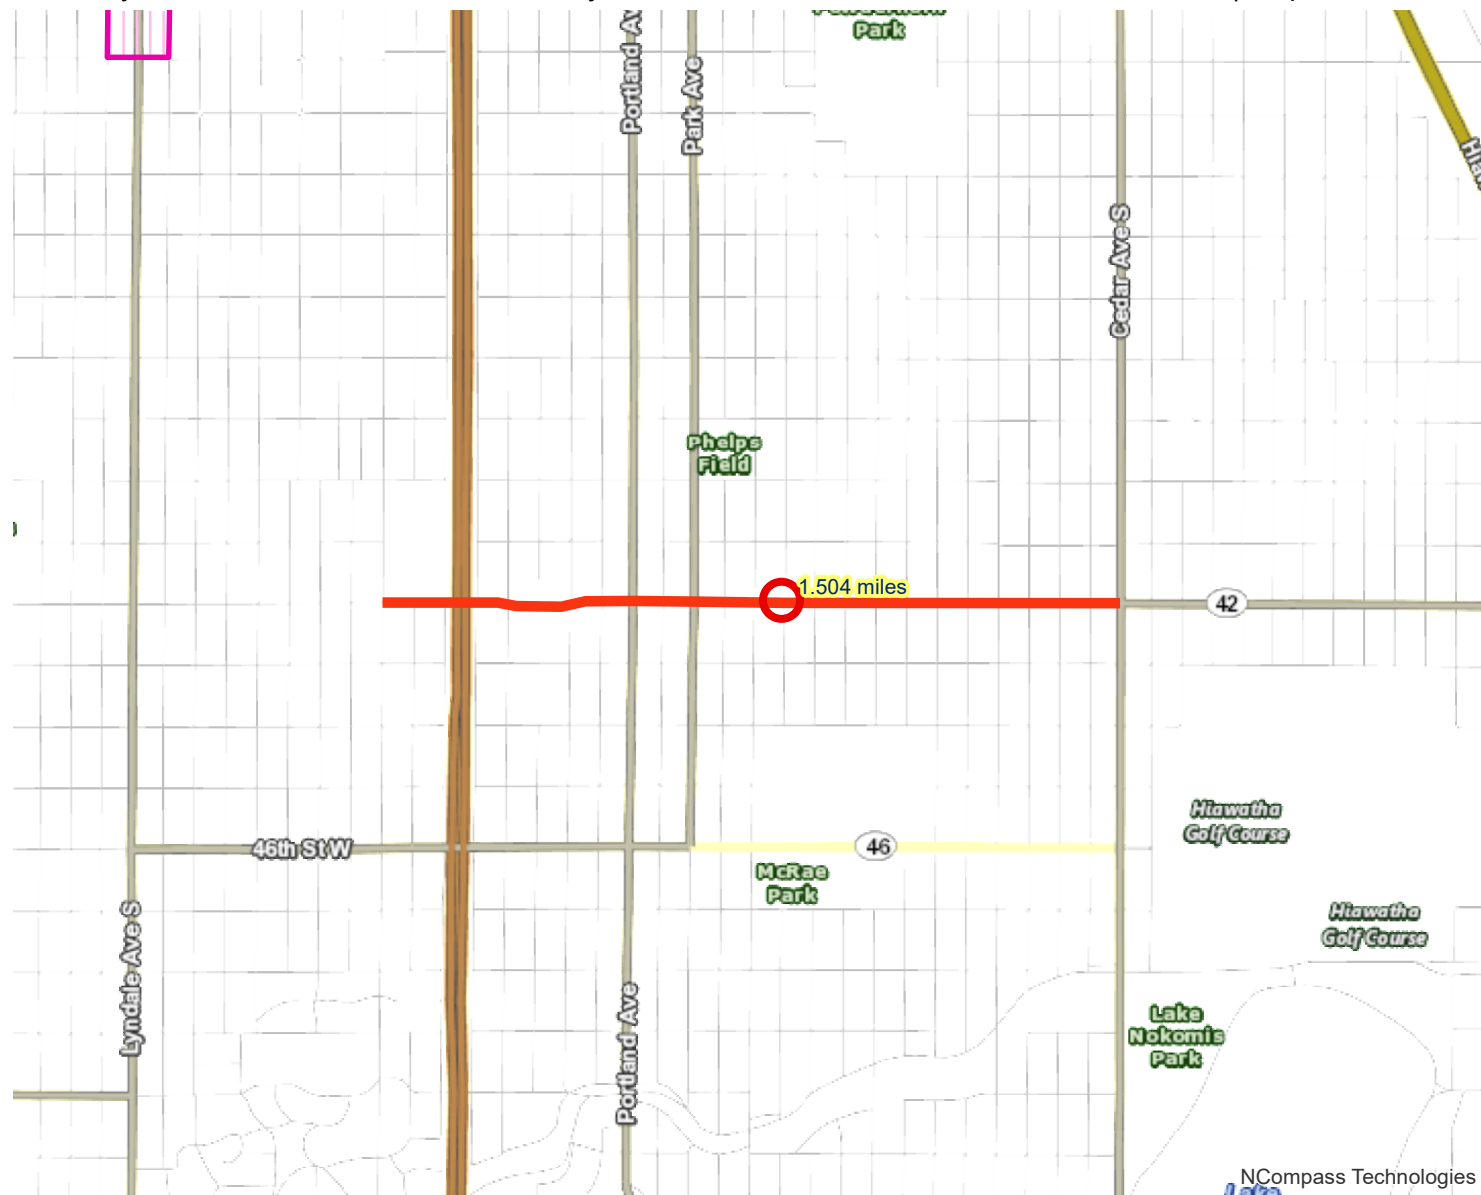 Park
Portland Av
Park Ave
Cedar Ave S
Phelps
Field
1.504 miles
42
46th St W
46
McRae
Park
Hiawatha
Golf Course
Hiawatha
Golf Course
Lyndale Ave S
Portland Ave
Lake
Nokomis
Park
NCompass Technologies
Lake